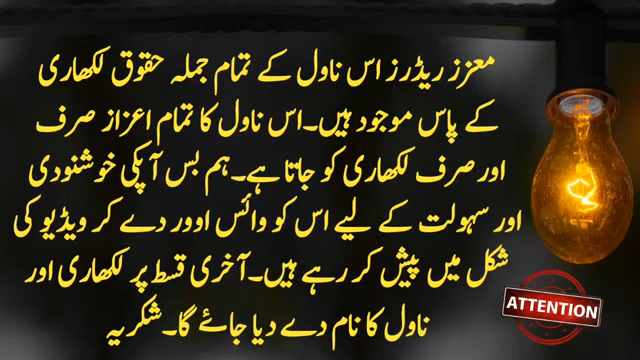 معزز ریڈرز اس ناول کے تمام جملہ حقوق لکھاری
کے پاس موجود ہیں۔اس ناول کا تمام اعزاز صرف
اور صرف لکھاری کو جاتا ہے۔ہم بس آپکی خوشنودی
اور سہولت کے لیے اس کو وائس اوور دے کر ویڈیو کی
شکل میں پیش کر رہے ہیں۔آخری قسط پر لکھاری اور
ناول کا نام دے دیا جائے گا۔شکریہ
ATTENTION